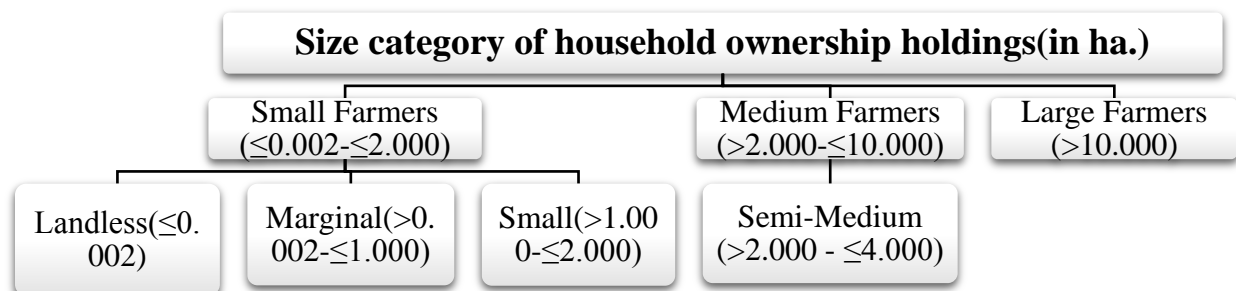 Size category of household ownership holdings(in ha.)
Small Farmers
(≤0.002-≤2.000)
Medium Farmers
(>2.000-≤10.000)
Large Farmers
(>10.000)
Landless(≤0.
002)
Marginal(>0.
002-≤1.000)
Small(>1.00
0-≤2.000)
Semi-Medium
(>2.000 - ≤4.000)